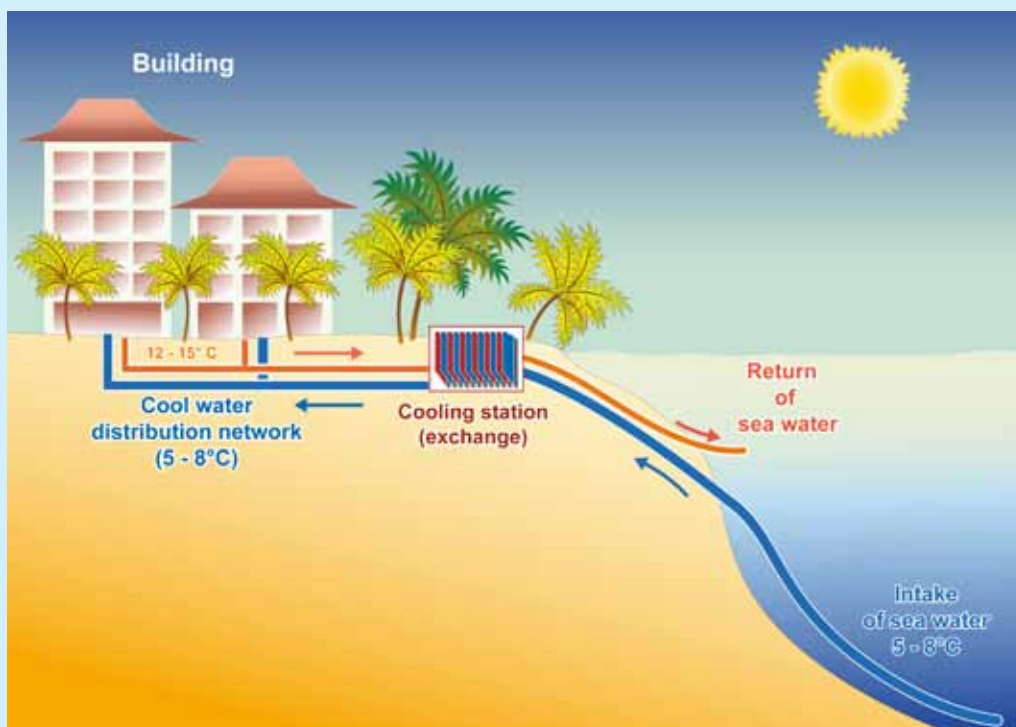 Building
12 - 15° C
Cool water
distribution network
(5 - 8°C)
Cooling station
(exchange)
Return
of
sea water
Intake
of sea water
5 - 8°C